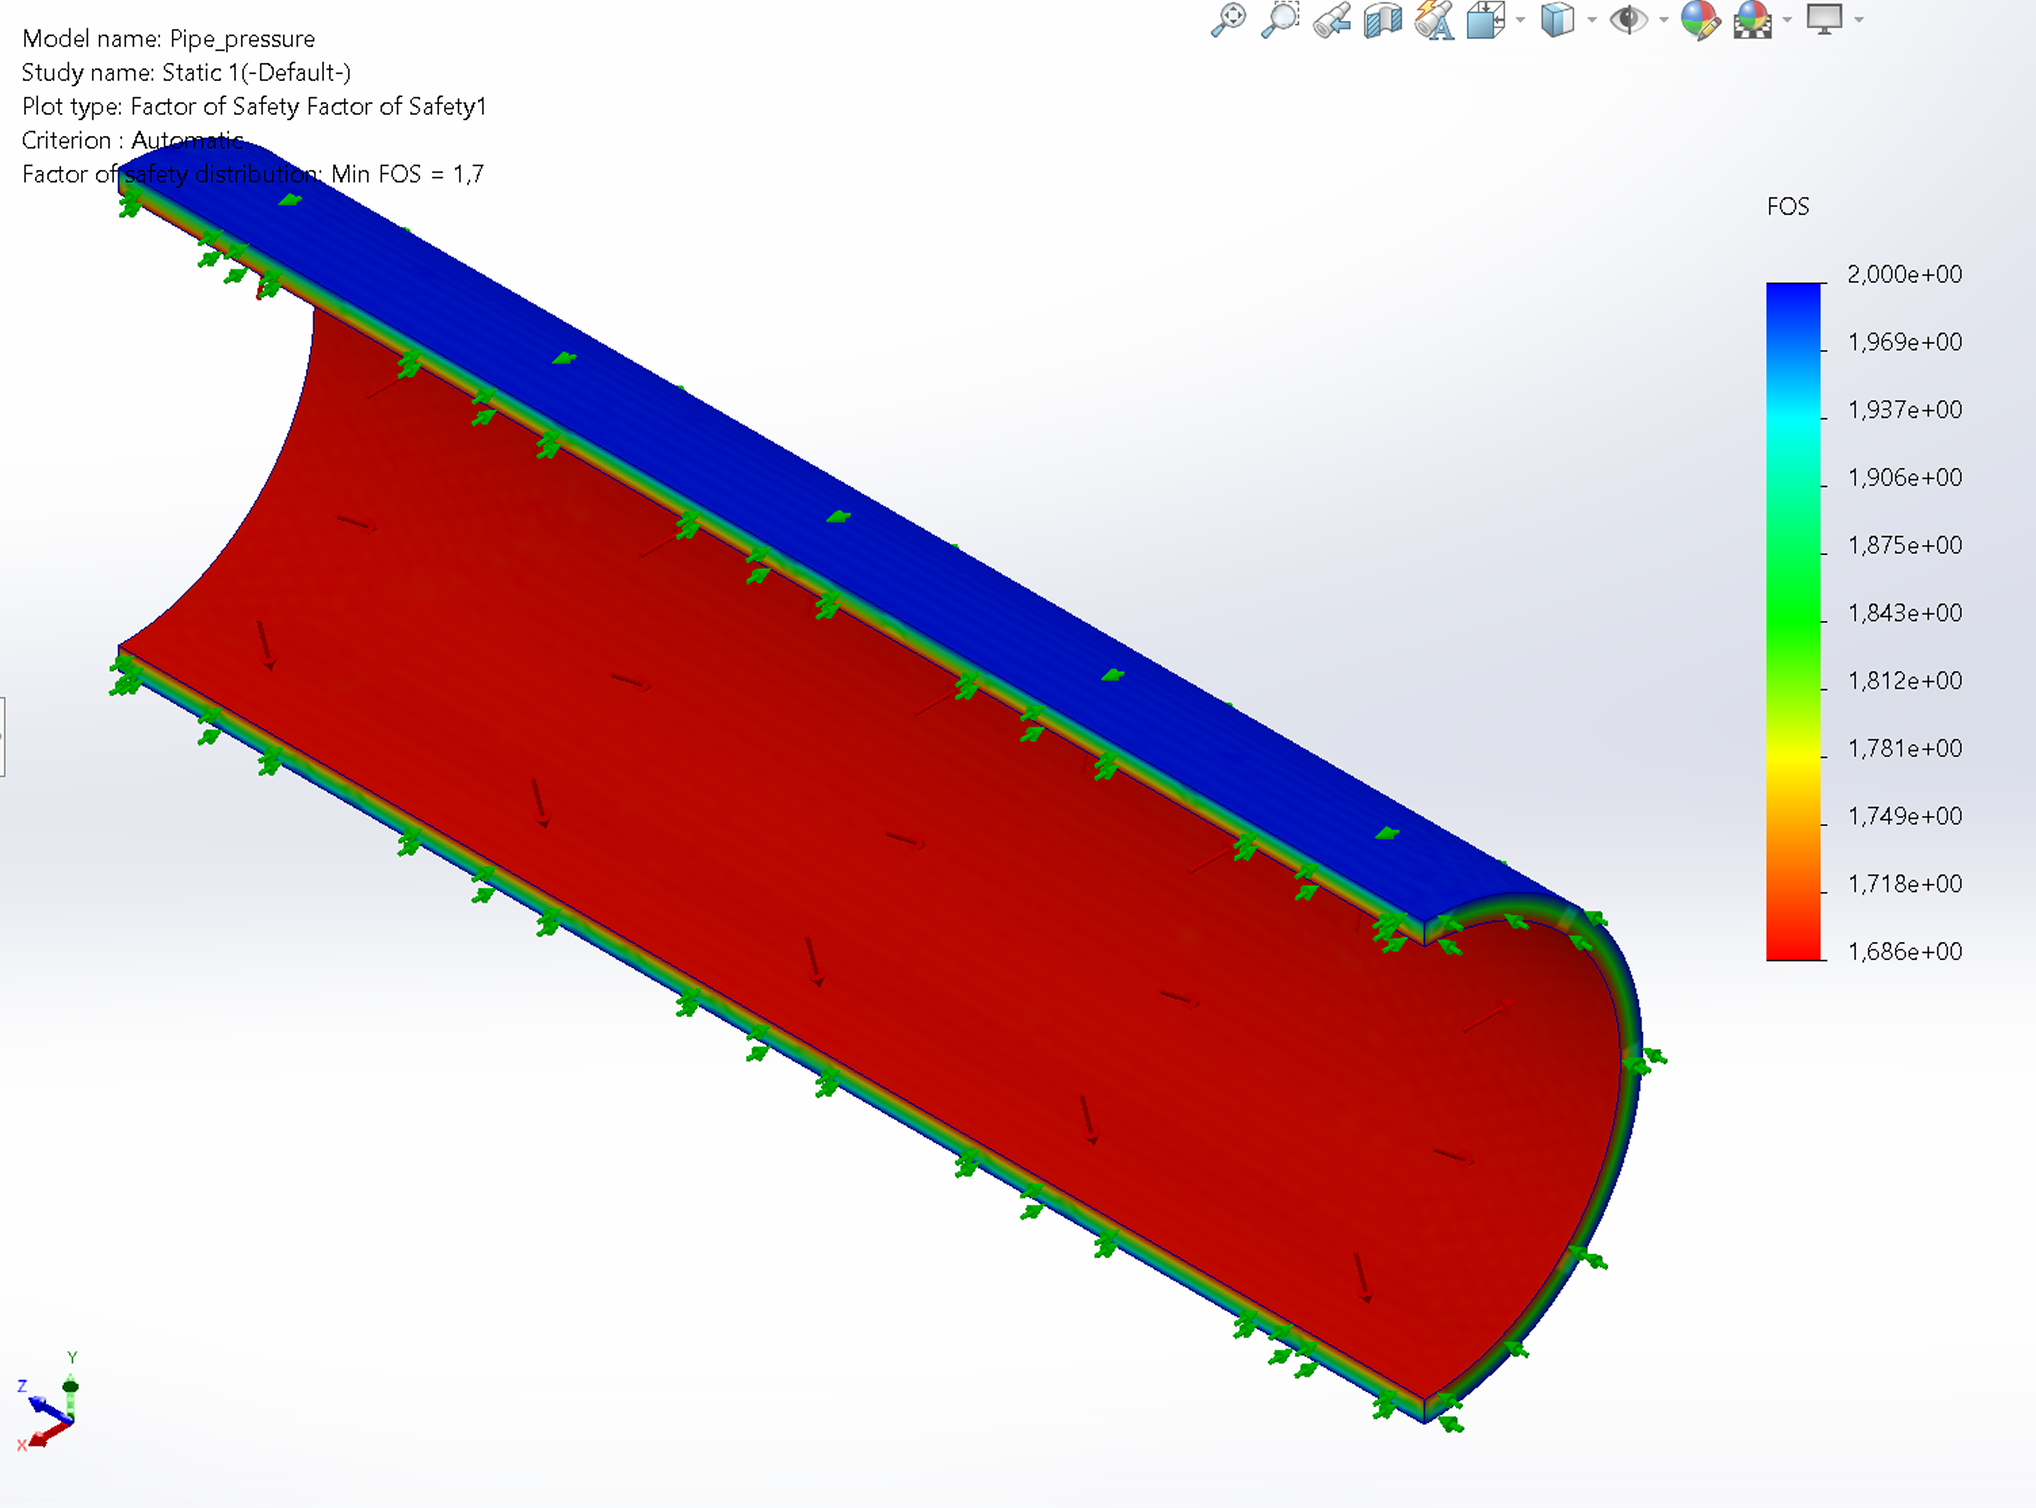 Model name: Pipe_pressure
Study name: Static 1(-Default-)
Plot type: Factor of Safety Factor of Safety1
Criterion : Automatic
Factor of safety distribution: Min FOS = 1,7
FOS
2,000e+00
1,969e+00
1,937e+00
1,906e+00
1,875e+00
1,843e+00
1,812e+00
1,781e+00
1,749e+00
1,718e+00
1,686e+00
Y
Z
X